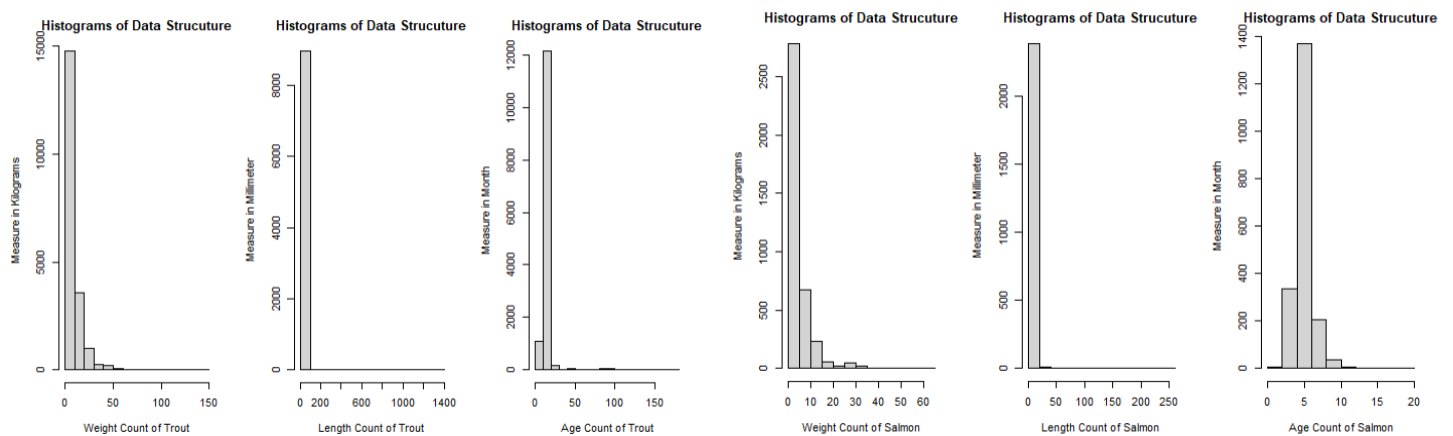 Histograms of Data Strucuture
Measure in Kilograms
0 5000 10000 15000
0 50 100 150
Weight Count of Trout
Histograms of Data Strucuture
Measure in Millimeter
0 2000 4000 6000 8000
0 200 600 1000 1400
Length Count of Trout
Histograms of Data Strucuture
Measure in Month
0 2000 4000 6000 8000 10000 12000
0 50 100 150
Age Count of Trout
Histograms of Data Strucuture
Measure in Kilograms
0 500 1000 1500 2000 2500
0 10 20 30 40 50 60
Weight Count of Salmon
Histograms of Data Strucuture
Measure in Millimeter
0 500 1000 1500 2000
0 50 100 150 200 250
Length Count of Salmon
Histograms of Data Strucuture
Measure in Month
0 200 400 600 800 1000 1200 1400
0 5 10 15 20
Age Count of Salmon